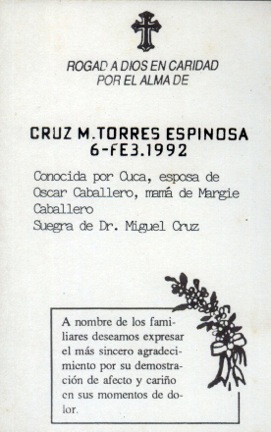 ROGAD A DIOS EN CARIDAD
POR EL ALMA DE
CRUZ M. TORRES ESPINOSA
6-FE3.1992
Conocida por Cuca, esposa de
Oscar Caballero, mamá de Margie
Caballero
Suegra de Dr. Miguel Cruz
A nombre de los fami-
liares deseamos expresar
el más sincero agradeci-
miento por su demostra-
ción de afecto y cariño
en sus momentos de do-
lor.